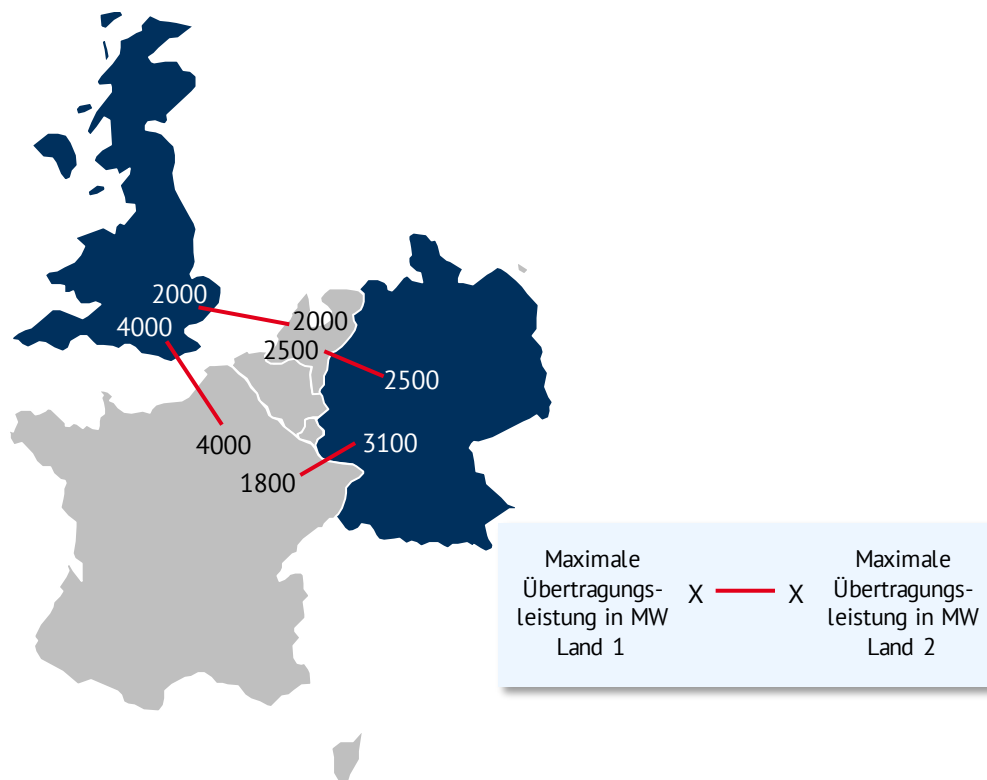 2000
4000
2000
2500
2500
4000
3100
1800
Maximale
Übertragungs-
leistung in MW
Land 1
X
X
Maximale
Übertragungs-
leistung in MW
Land 2